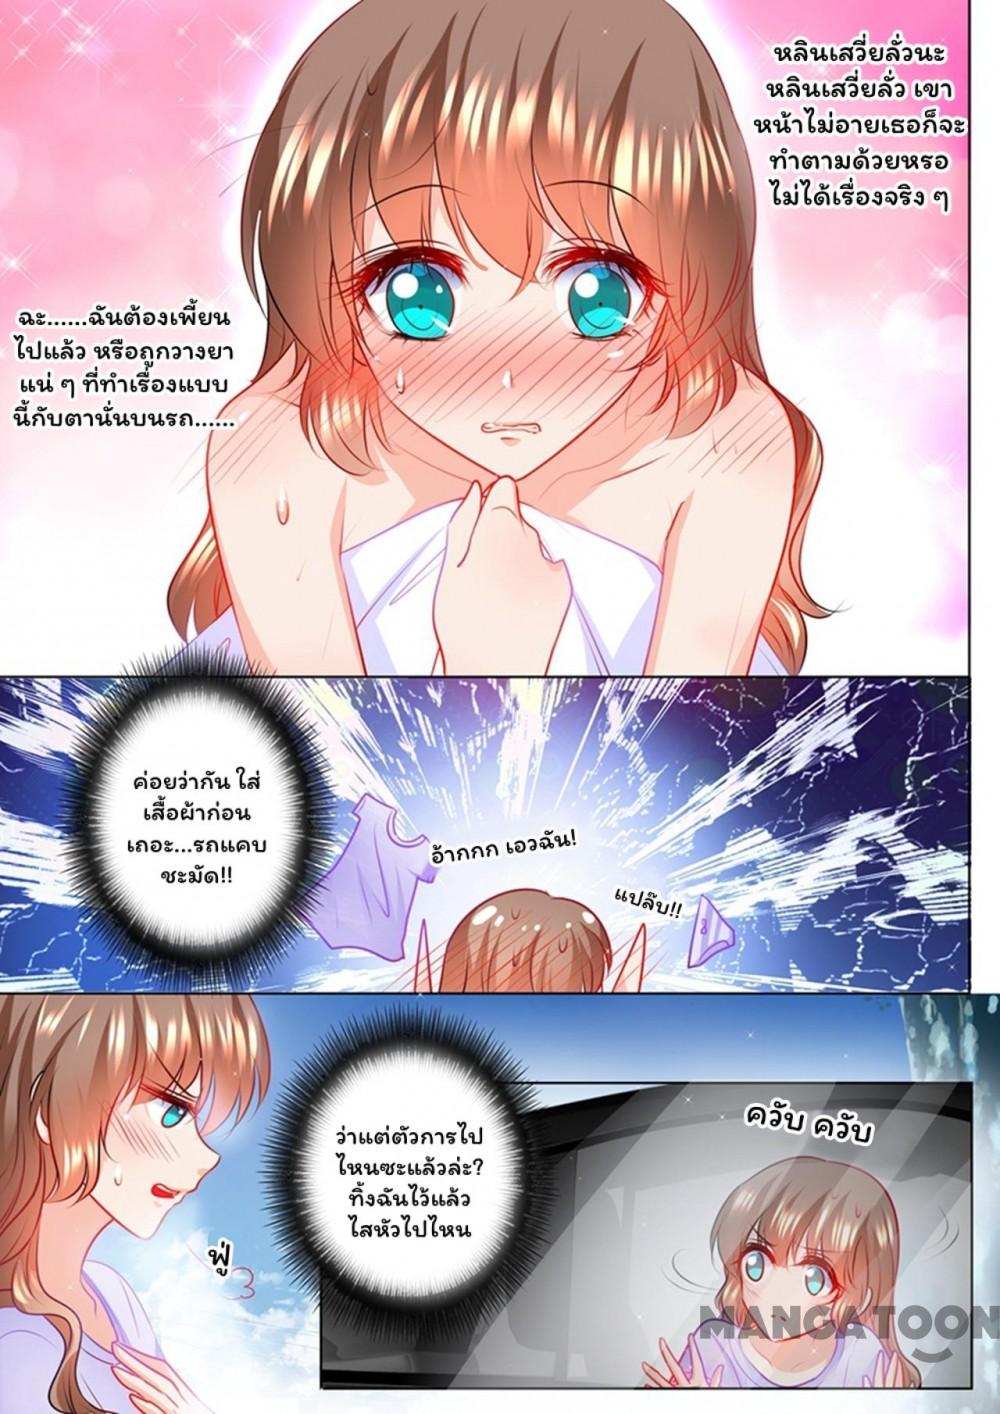 หลินเสวี่ยลั่วนะ
หลินเสวี่ยลั่ว เขา
หน้าไม่อายเธอก็จะ
ทำตามด้วยหรอ
ไม่ได้เรื่องจริง ๆ
ฉะ......ฉันต้องเพี้ยน
ไปแล้ว หรือถูกวางยา
แน่ ๆ ที่ทำเรื่องแบบ
นี้กับตานั่นบนรถ......
ค่อยว่ากัน ใส่
เสื้อผ้าก่อน
เถอะ...รถแคบ
ชะมัด!!
อ้ากกก เอวฉัน!
แปล๊บ!!
ว่าแต่ตัวการไป
ไหนซะแล้วล่ะ?
ทิ้งฉันไว้แล้ว
ไสหัวไปไหน
ฟู่
ควับ ควับ
MANGATOON